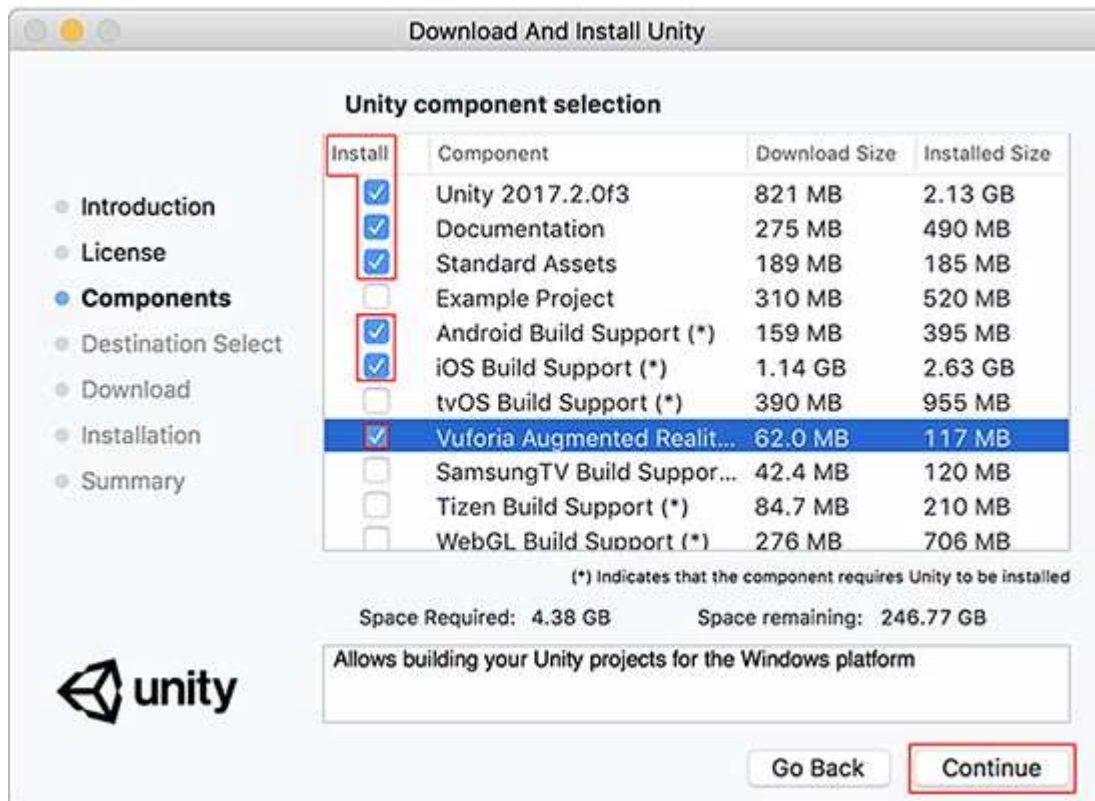 Download And Install Unity
Unity component selection
Install Component Download Size Installed Size
Unity 2017.2.0f3 821 MB 2.13 GB
Documentation 275 MB 490 MB
Standard Assets 189 MB 185 MB
Example Project 310 MB 520 MB
Android Build Support (*) 159 MB 395 MB
iOS Build Support (*) 1.14 GB 2.63 GB
tvOS Build Support (*) 390 MB 955 MB
Vuforia Augmented Realit... 62.0 MB 117 MB
SamsungTV Build Suppor... 42.4 MB 120 MB
Tizen Build Support (*) 84.7 MB 210 MB
WebGL Build Support (*) 276 MB 706 MB
(*) Indicates that the component requires Unity to be installed
Space Required: 4.38 GB Space remaining: 246.77 GB
Allows building your Unity projects for the Windows platform
Introduction
License
Components
Destination Select
Download
Installation
Summary
unity
Go Back Continue